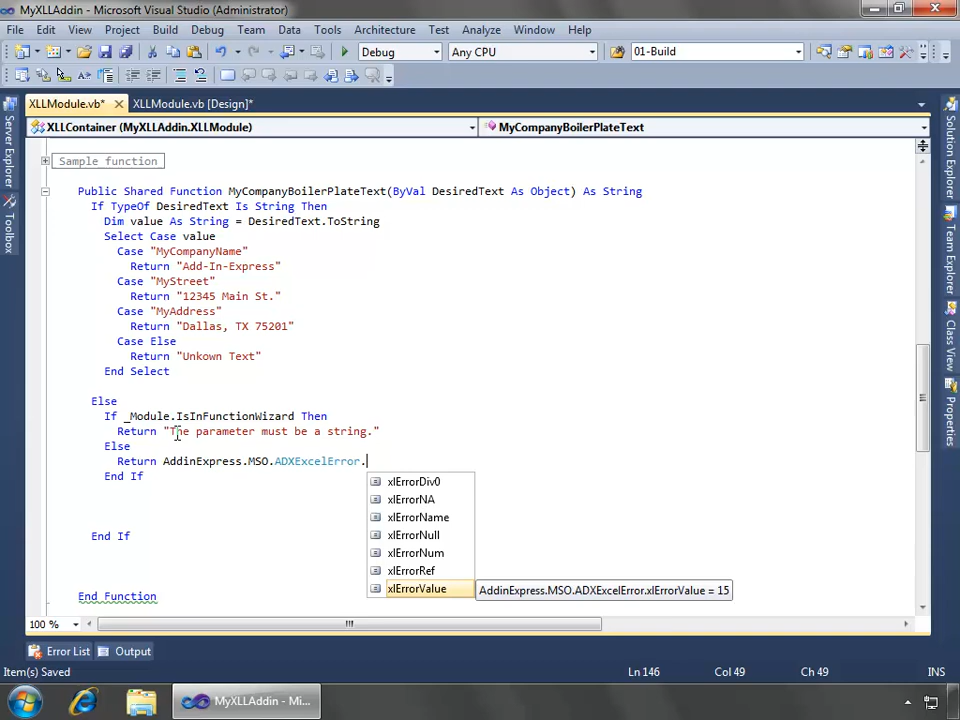 MyXLLAddin - Microsoft Visual Studio (Administrator)
File Edit View Project Build Debug Team Data Tools Architecture Test Analyze Window Help
Debug Any CPU 01-Build
XLLModule.vb* XLLModule.vb [Design]*
XLLContainer (MyXLLAddin.XLLModule) MyCompanyBoilerPlateText
Sample function
Public Shared Function MyCompanyBoilerPlateText(ByVal DesiredText As Object) As String
If TypeOf DesiredText Is String Then
Dim value As String = DesiredText.ToString
Select Case value
Case "MyCompanyName"
Return "Add-In-Express"
Case "MyStreet"
Return "12345 Main St."
Case "MyAddress"
Return "Dallas, TX 75201"
Case Else
Return "Unkown Text"
End Select
Else
If _Module.IsInFunctionWizard Then
Return "The parameter must be a string."
Else
Return AddinExpress.MSO.ADXExcelError.
End If
xlErrorDiv0
xlErrorNA
xlErrorName
xlErrorNull
xlErrorNum
xlErrorRef
xlErrorValue AddinExpress.MSO.ADXExcelError.xlErrorValue = 15
End If
End Function
100 %
Error List Output
Item(s) Saved Ln 146 Col 49 Ch 49 INS
MyXLLAddin - Mi...
Server Explorer
Toolbox
Solution Explorer
Team Explorer
Class View
Properties